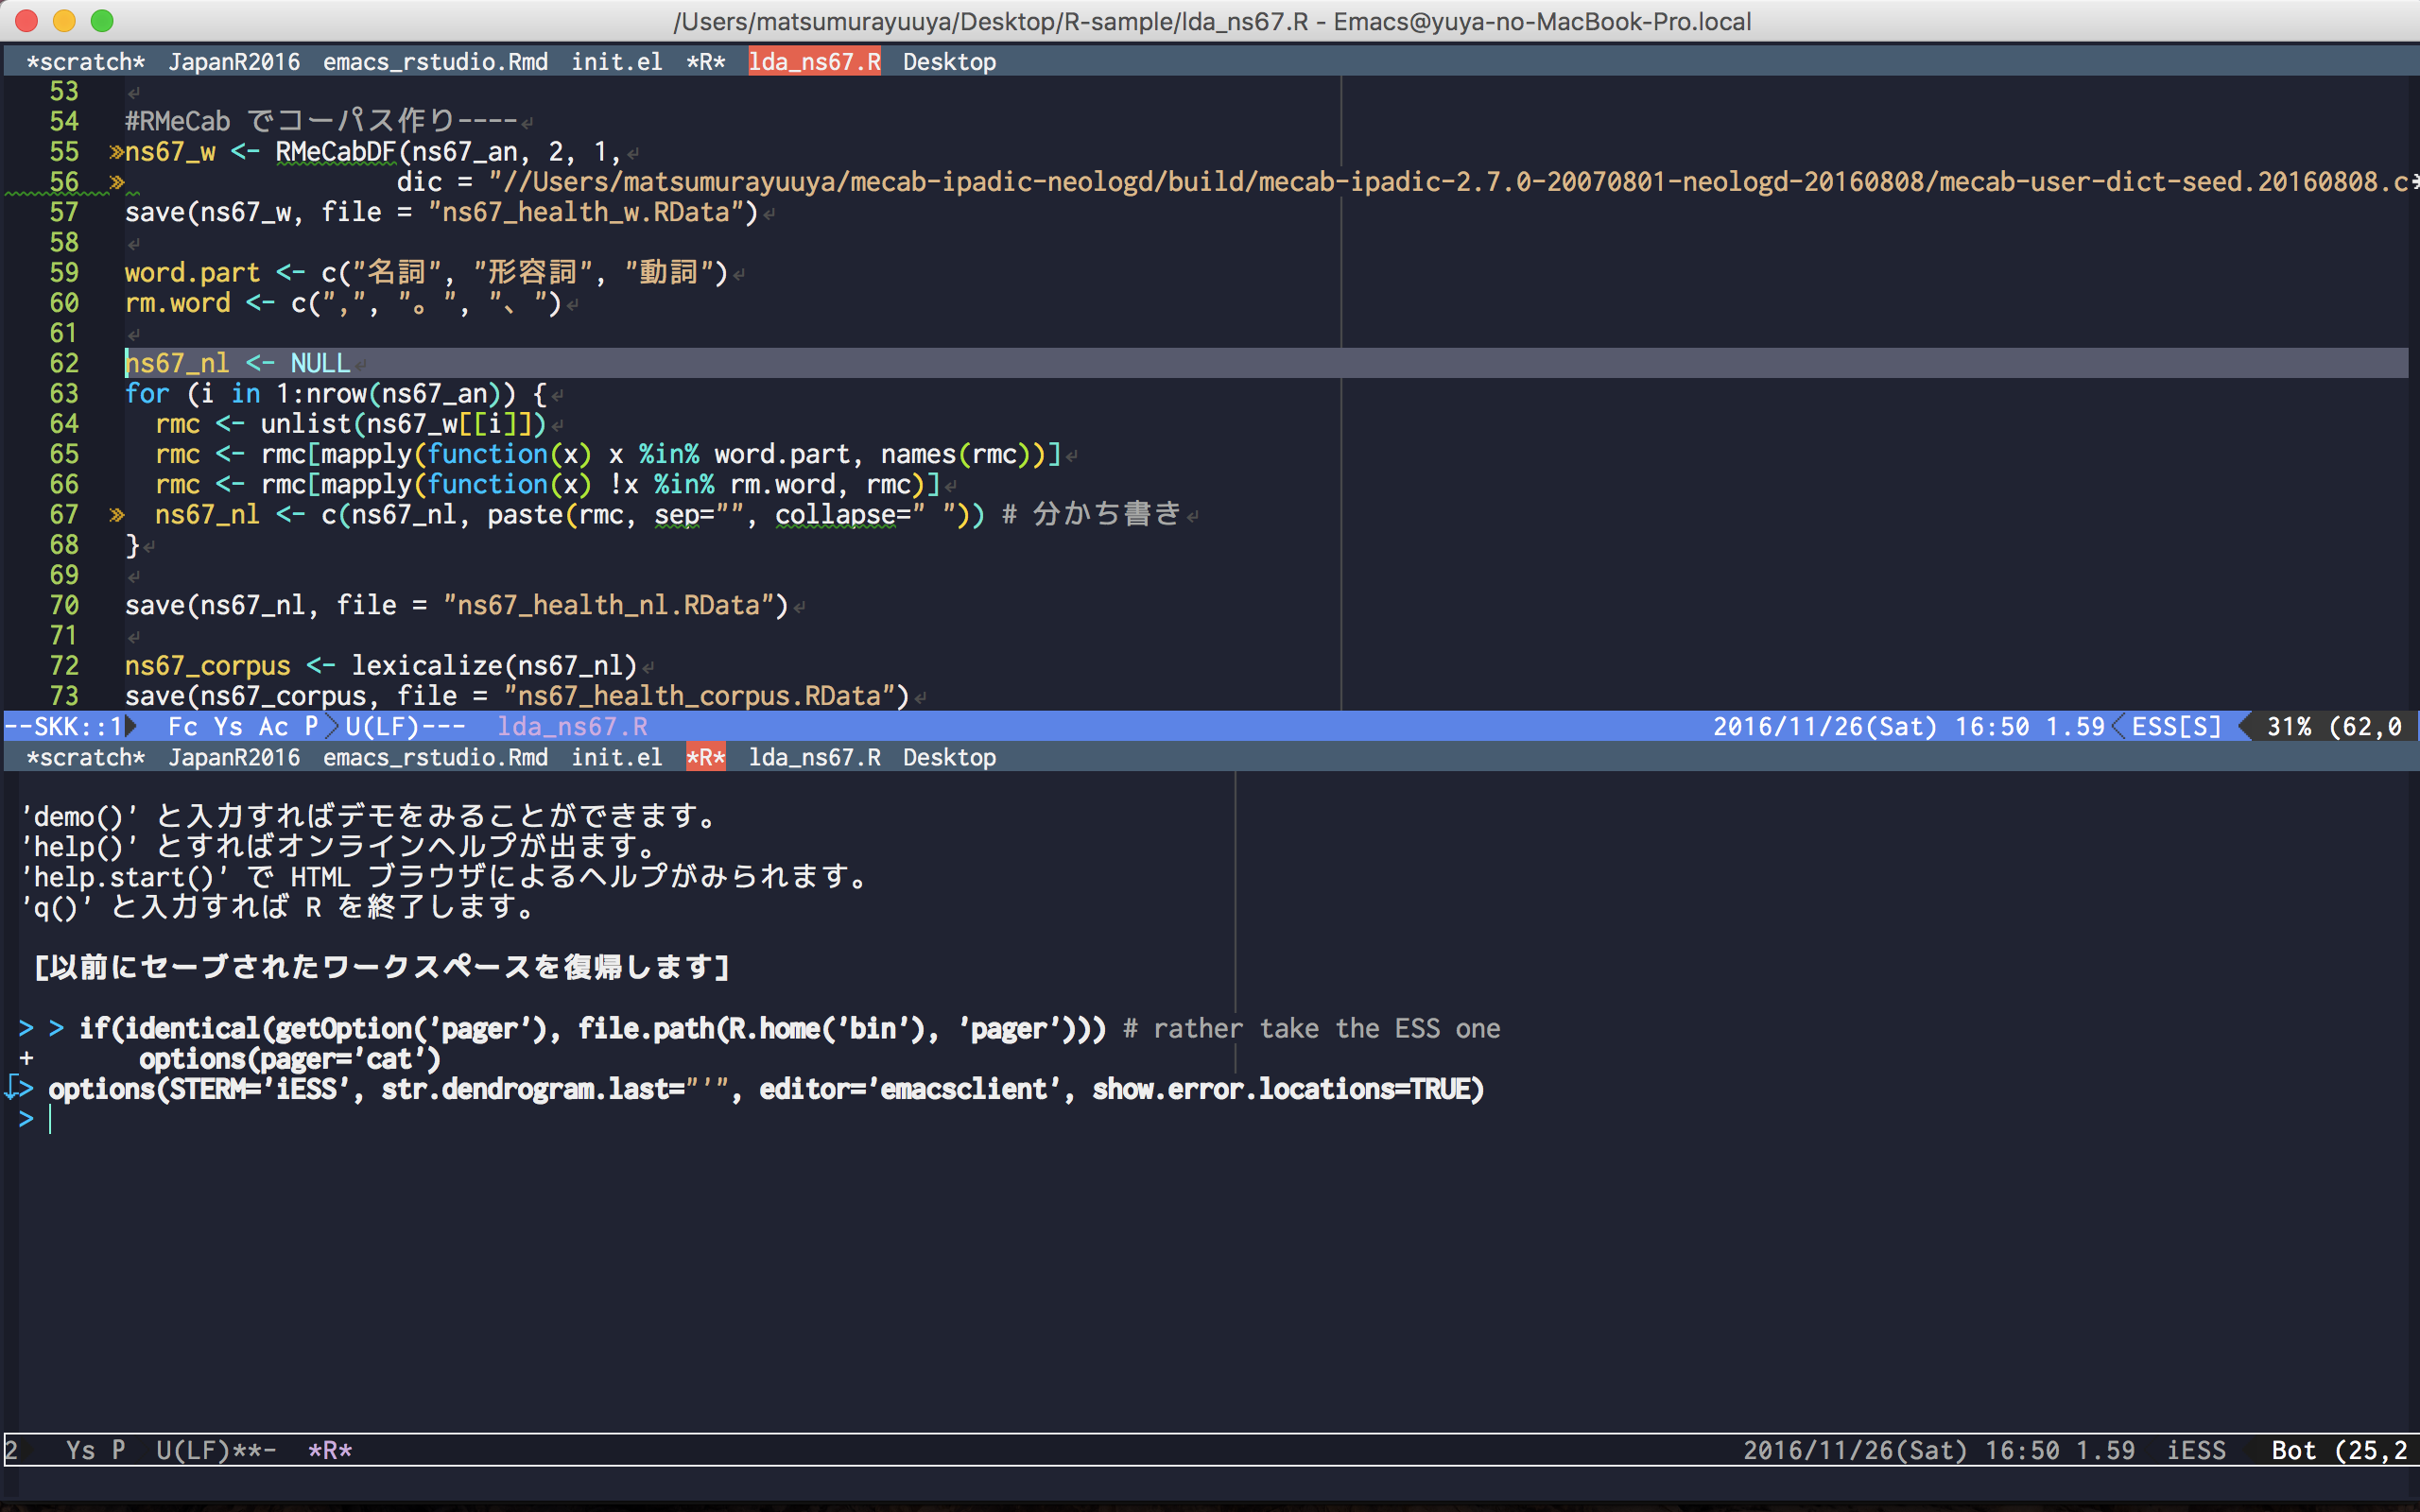 /Users/matsumurayuuya/Desktop/R-sample/lda_ns67.R - Emacs@yuya-no-MacBook-Pro.local
*scratch* JapanR2016 emacs_rstudio.Rmd init.el *R* lda_ns67.R Desktop
53
54 #RMeCab でコーパス作り----
55 ns67_w <- RMeCabDF(ns67_an, 2, 1,
56 dic = "//Users/matsumurayuuya/mecab-ipadic-neologd/build/mecab-ipadic-2.7.0-20070801-neologd-20160808/mecab-user-dict-seed.20160808.c
57 save(ns67_w, file = "ns67_health_w.RData")
58
59 word.part <- c("名詞", "形容詞", "動詞")
60 rm.word <- c(",", "。", "、")
61
62 ns67_nl <- NULL
63 for (i in 1:nrow(ns67_an)) {
64 rmc <- unlist(ns67_w[[i]])
65 rmc <- rmc[mapply(function(x) x %in% word.part, names(rmc))]
66 rmc <- rmc[mapply(function(x) !x %in% rm.word, rmc)]
67 ns67_nl <- c(ns67_nl, paste(rmc, sep="", collapse=" ")) # 分かち書き
68 }
69
70 save(ns67_nl, file = "ns67_health_nl.RData")
71
72 ns67_corpus <- lexicalize(ns67_nl)
73 save(ns67_corpus, file = "ns67_health_corpus.RData")
--SKK::1 Fc Ys Ac P U(LF)--- lda_ns67.R 2016/11/26(Sat) 16:50 1.59 ESS[S] 31% (62,0
*scratch* JapanR2016 emacs_rstudio.Rmd init.el *R* lda_ns67.R Desktop
'demo()' と入力すればデモをみることができます。
'help()' とすればオンラインヘルプが出ます。
'help.start()' で HTML ブラウザによるヘルプがみられます。
'q()' と入力すれば R を終了します。
[以前にセーブされたワークスペースを復帰します]
> > if(identical(getOption('pager'), file.path(R.home('bin'), 'pager'))) # rather take the ESS one
+ options(pager='cat')
> options(STERM='iESS', str.dendrogram.last="'", editor='emacsclient', show.error.locations=TRUE)
>
2 Ys P U(LF)**- *R* 2016/11/26(Sat) 16:50 1.59 iESS Bot (25,2